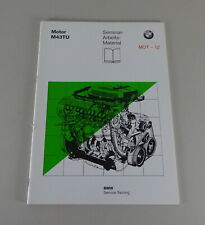 Motor
M43TU
Seminar
Arbeits-
Material
MOT - 12
BMW
Service Training